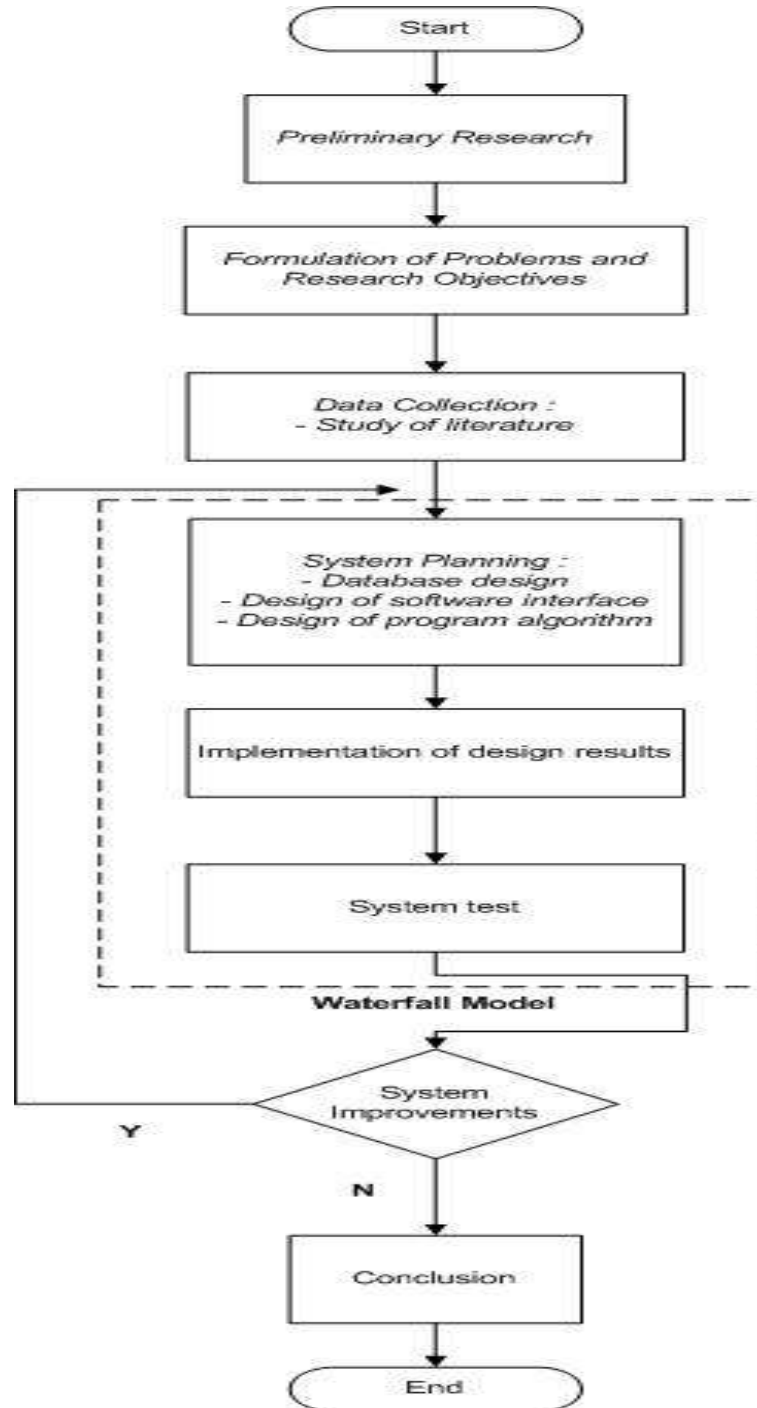 Start
Preliminary Research
Formulation of Problems and
Research Objectives
Data Collection :
- Study of literature
System Planning :
- Database design
- Design of software interface
- Design of program algorithm
Implementation of design results
System test
Waterfall Model
System
Improvements
Y
N
Conclusion
End